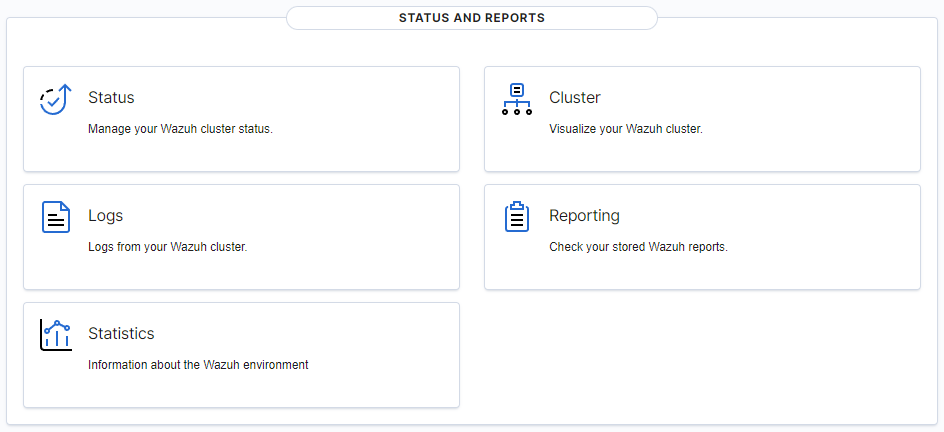 STATUS AND REPORTS
Status
Manage your Wazuh cluster status.
Cluster
Visualize your Wazuh cluster.
Logs
Logs from your Wazuh cluster.
Reporting
Check your stored Wazuh reports.
Statistics
Information about the Wazuh environment